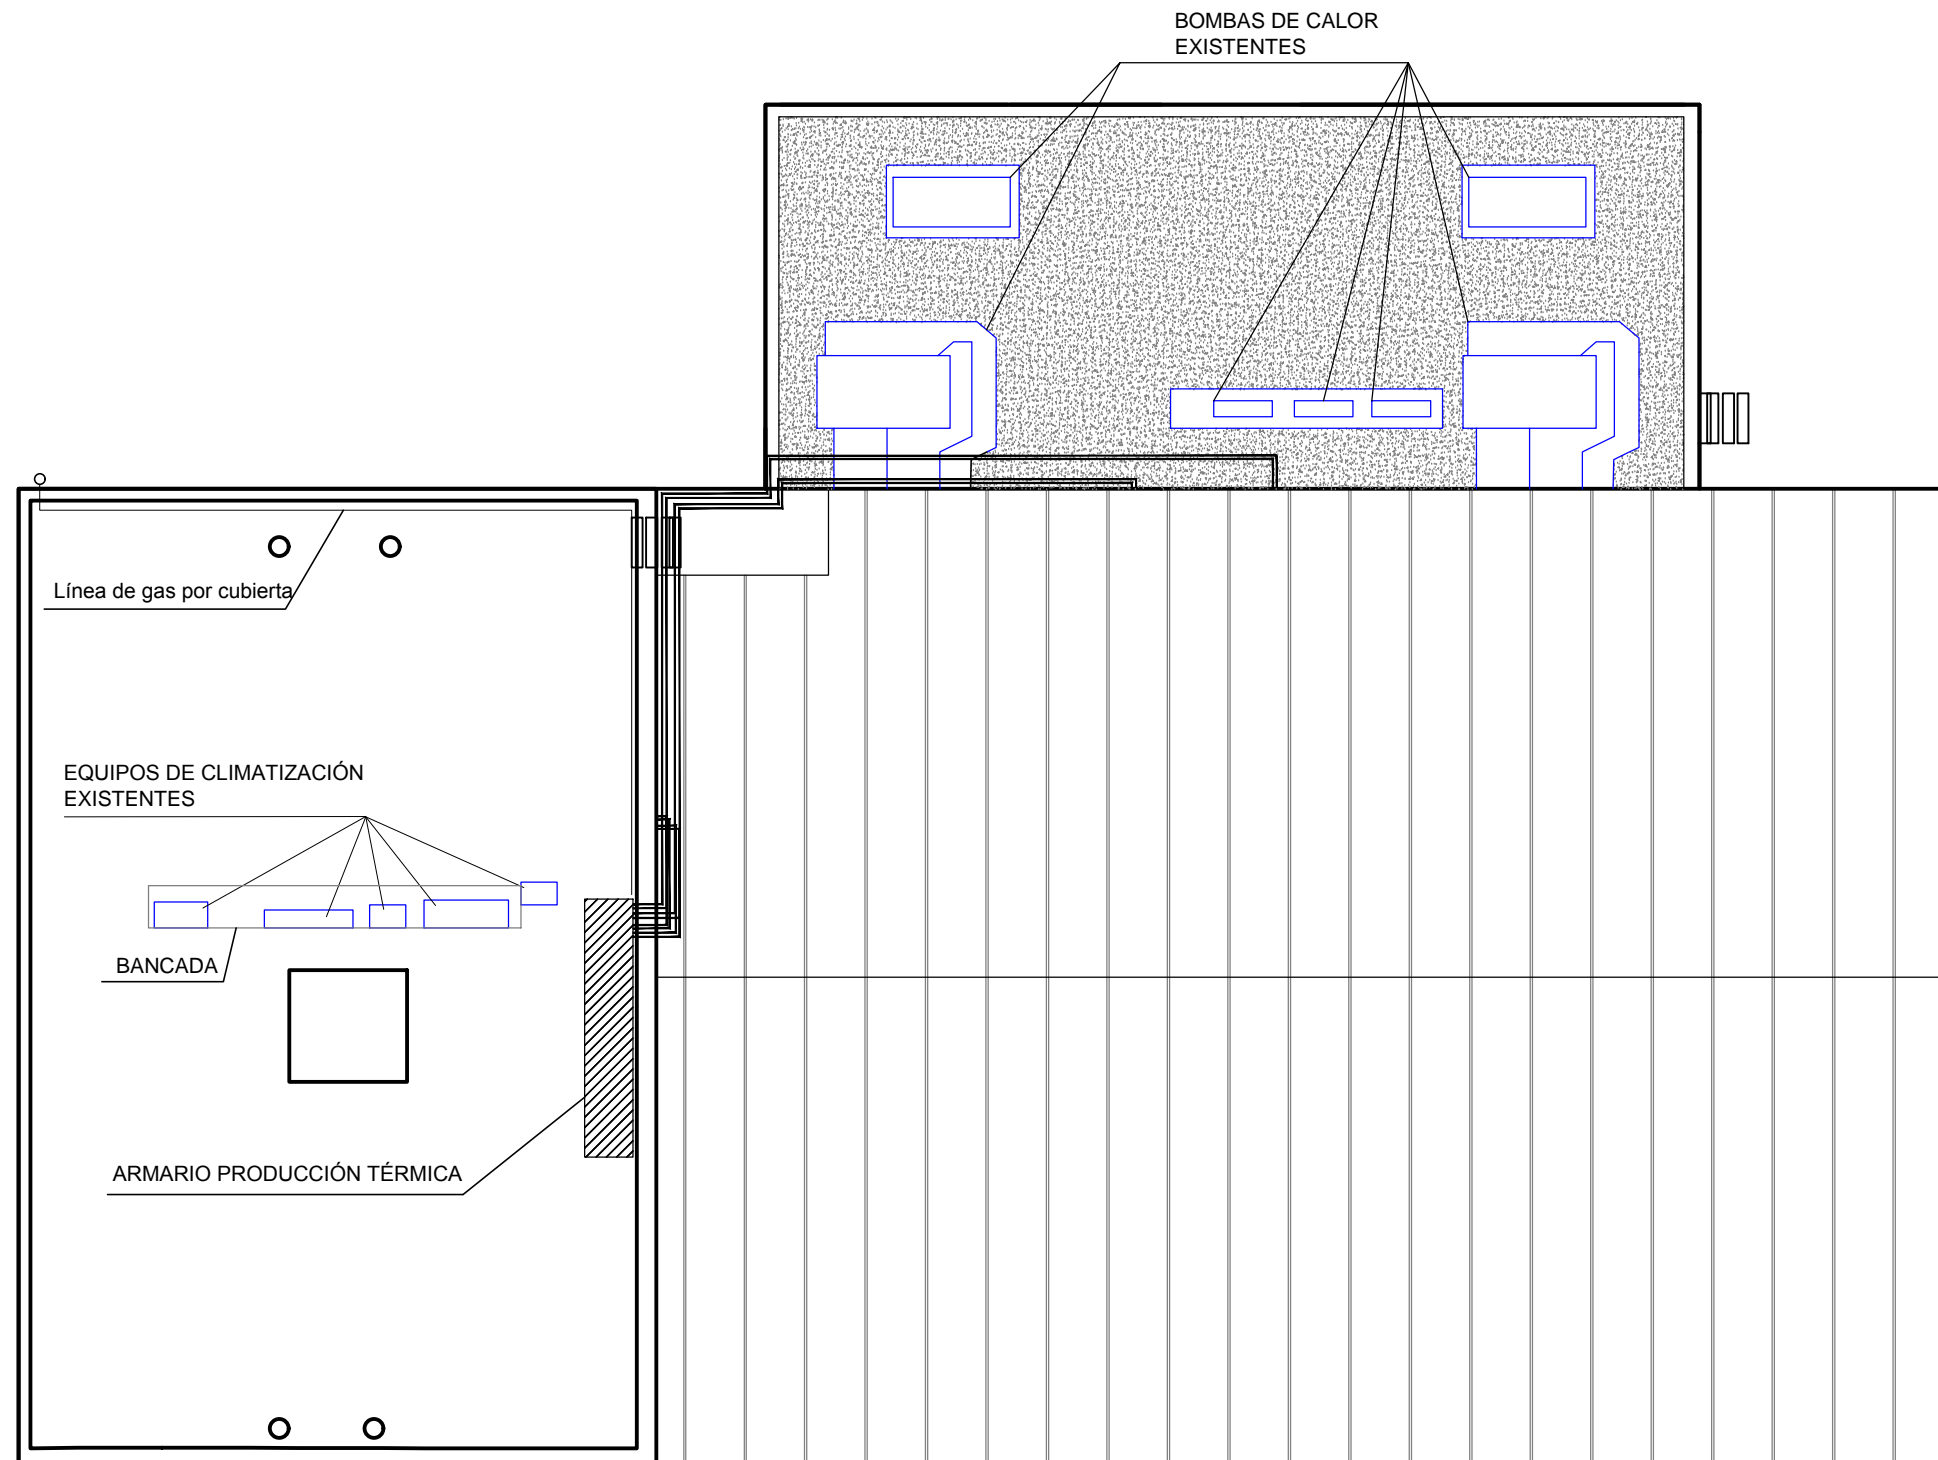 BOMBAS DE CALOR
EXISTENTES
Línea de gas por cubierta
EQUIPOS DE CLIMATIZACIÓN
EXISTENTES
BANCADA
ARMARIO PRODUCCIÓN TÉRMICA